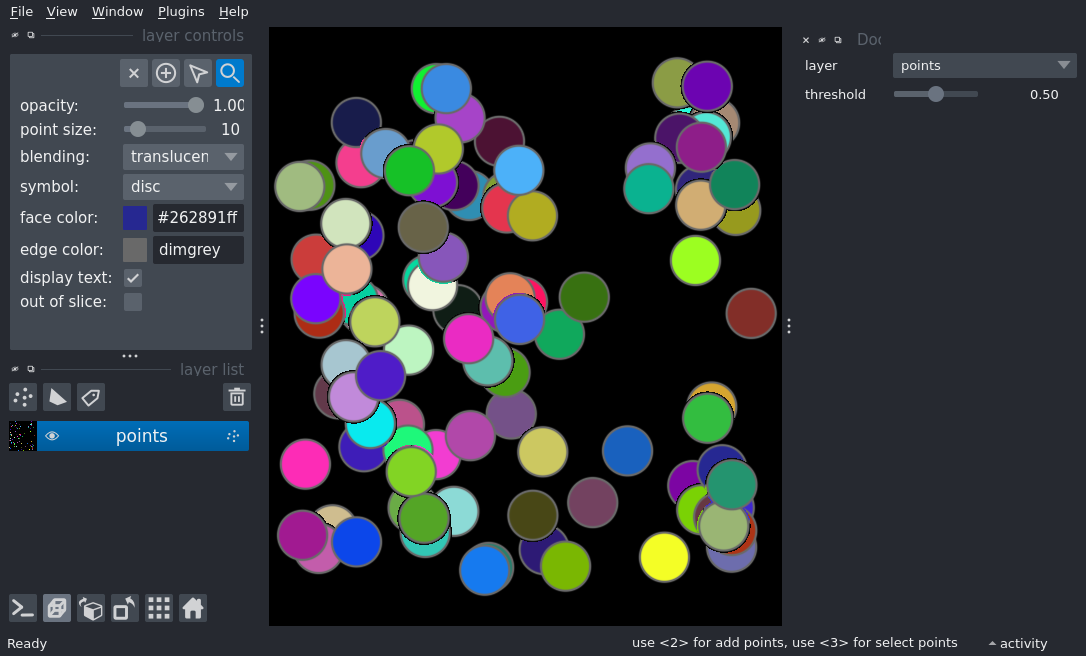 File View Window Plugins Help
layer controls
opacity: 1.00
point size: 10
blending: translucen
symbol: disc
face color: #262891ff
edge color: dimgrey
display text:
out of slice:
layer list
points
Doc
layer points
threshold 0.50
Ready
use <2> for add points, use <3> for select points
activity